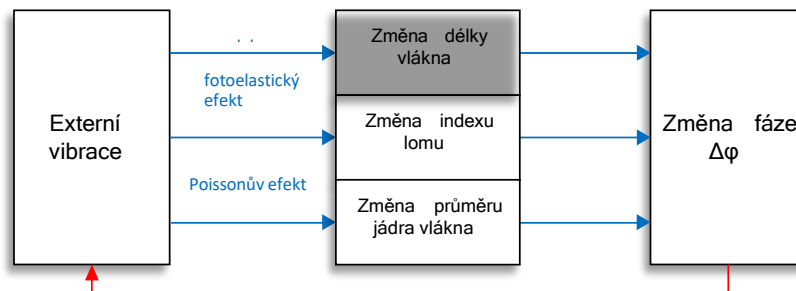 Externí
vibrace
fotoelastický
efekt
Poissonův efekt
Změna délky
vlákna
Změna indexu
lomu
Změna průměru
jádra vlákna
Změna fáze
Δφ